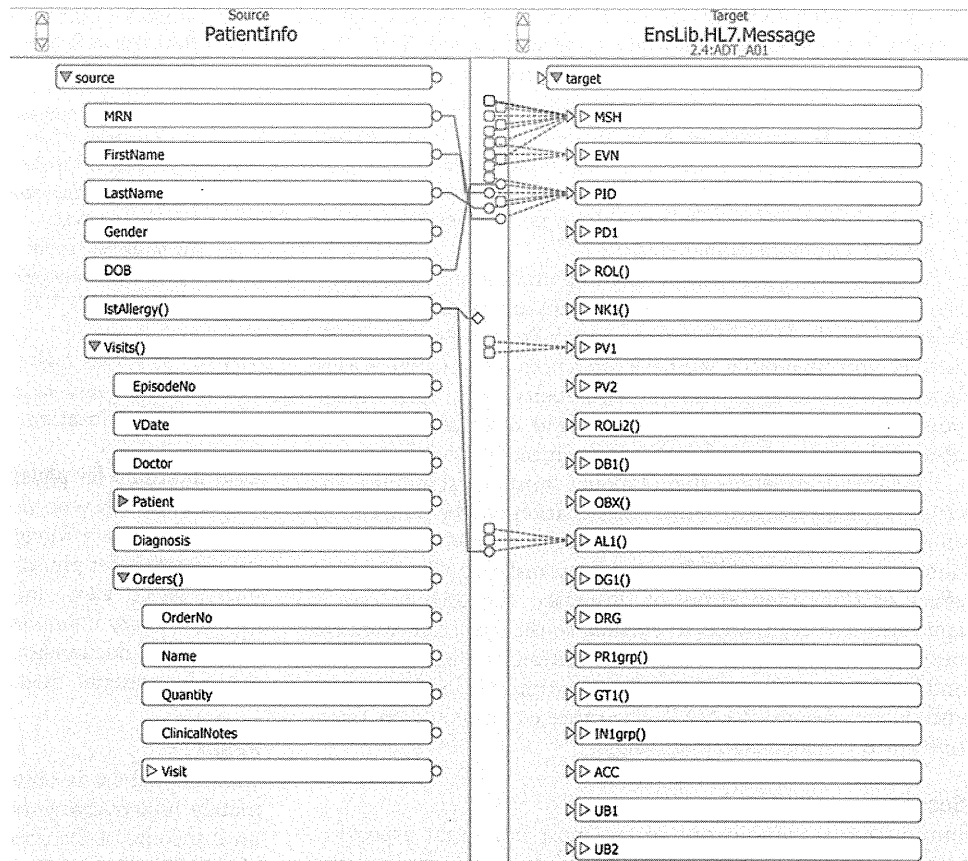 Source
PatientInfo
Target
EnsLib.HL7.Message
2.4:ADT_A01
source
MRN
FirstName
LastName
Gender
DOB
lstAllergy()
Visits()
EpisodeNo
VDate
Doctor
Patient
Diagnosis
Orders()
OrderNo
Name
Quantity
ClinicalNotes
Visit
target
MSH
EVN
PID
PD1
ROL()
NK1()
PV1
PV2
ROLi2()
DB1()
OBX()
AL1()
DG1()
DRG
PR1grp()
GT1()
IN1grp()
ACC
UB1
UB2